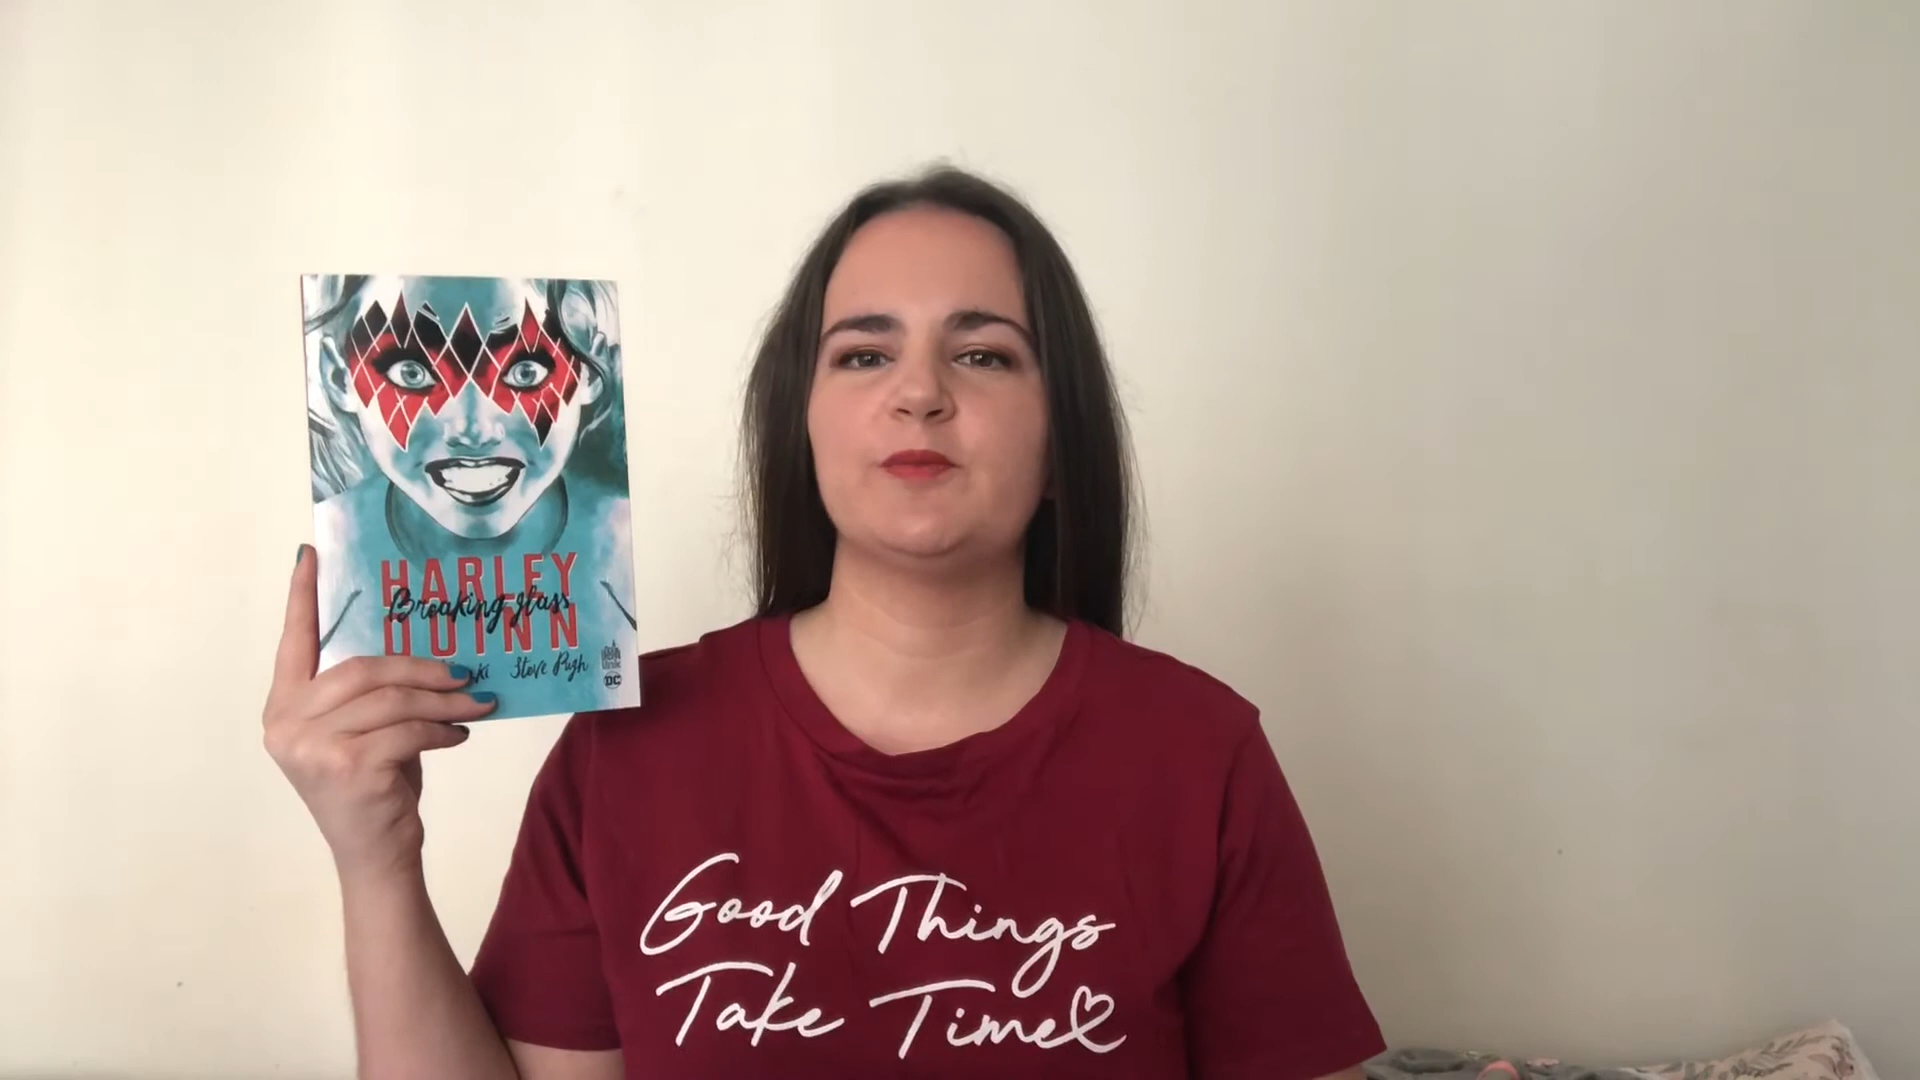 HARLEY
Breaking glass
QUINN
Steve Pugh
DC
Good Things
Take Time